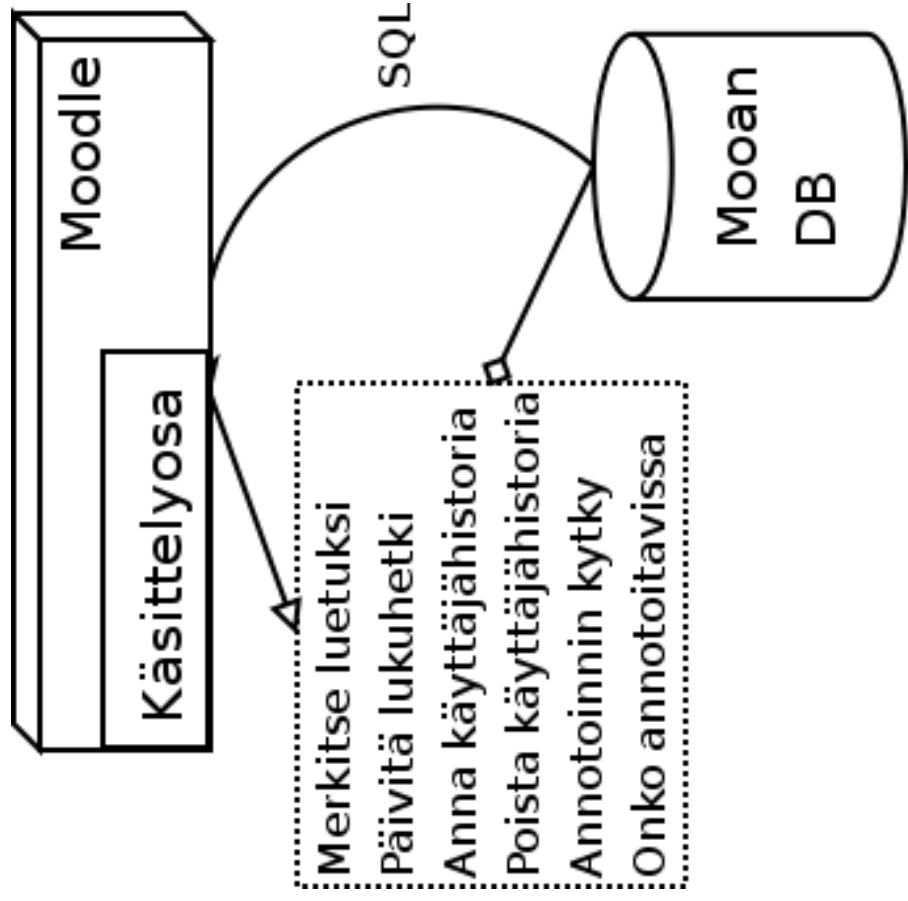 Moodle
Käsittelyosa
SQL
Merkitse luetuksi
Päivitä lukuhetki
Anna käyttäjähistoria
Poista käyttäjähistoria
Annotoinnin kytky
Onko annotoitavissa
Mooan
DB